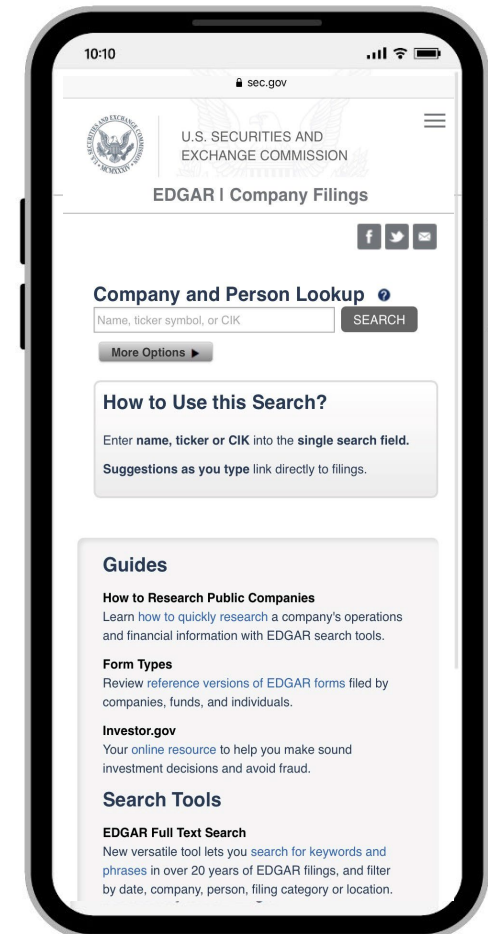 10:10
sec.gov
U.S. SECURITIES AND
EXCHANGE COMMISSION
EDGAR | Company Filings
Company and Person Lookup ?
Name, ticker symbol, or CIK
SEARCH
More Options ▶
How to Use this Search?
Enter name, ticker or CIK into the single search field.
Suggestions as you type link directly to filings.
Guides
How to Research Public Companies
Learn how to quickly research a company's operations
and financial information with EDGAR search tools.
Form Types
Review reference versions of EDGAR forms filed by
companies, funds, and individuals.
Investor.gov
Your online resource to help you make sound
investment decisions and avoid fraud.
Search Tools
EDGAR Full Text Search
New versatile tool lets you search for keywords and
phrases in over 20 years of EDGAR filings, and filter
by date, company, person, filing category or location.